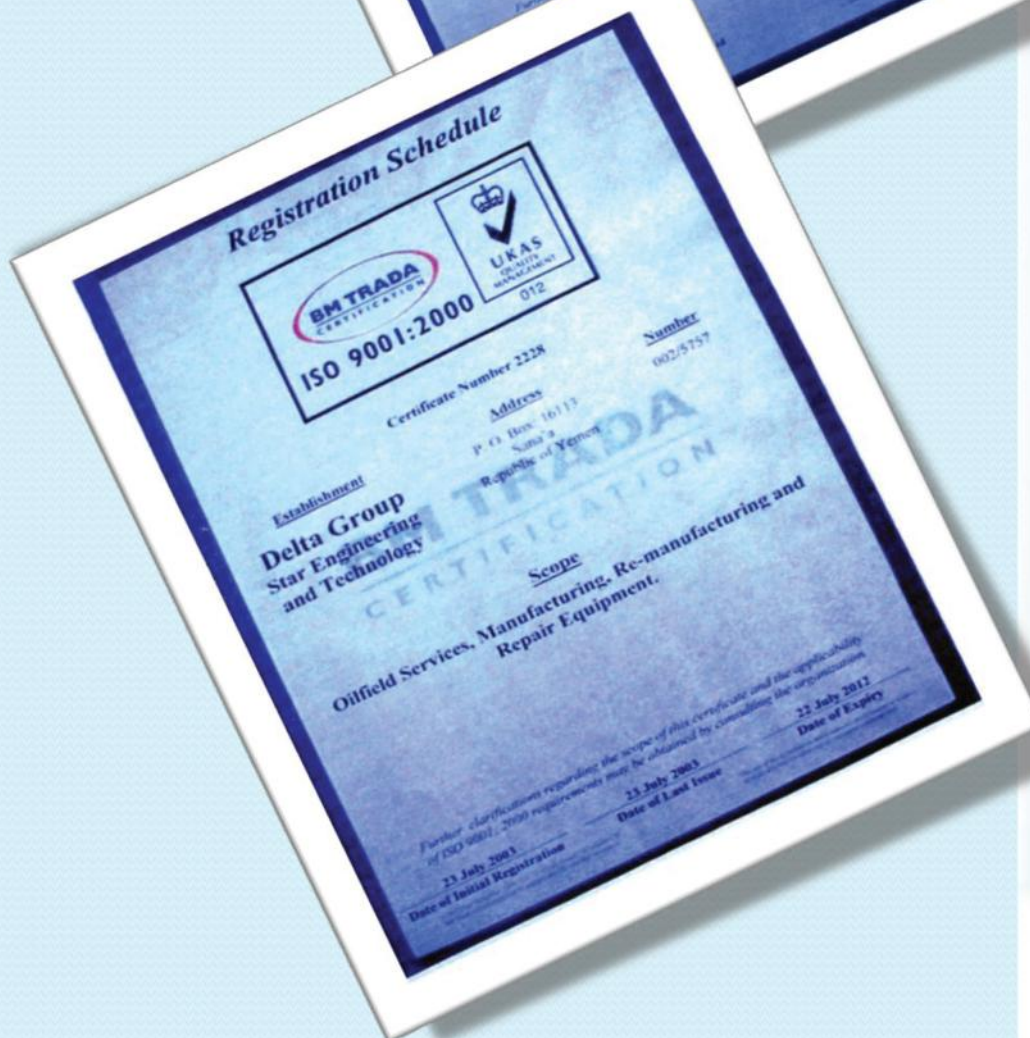 Registration Schedule
BM TRADA
CERTIFICATION
ISO 9001:2000
UKAS
QUALITY
MANAGEMENT
012
Certificate Number 2228
Number
002/5757
Address
P. O. Box 16113
Sana'a
Republic of Yemen
Establishment
Delta Group
Star Engineering
and Technology
BM TRADA
CERTIFICATION
Scope
Oilfield Services, Manufacturing, Re-manufacturing and
Repair Equipment.
Further clarifications regarding the scope of this certificate and the applicability
of ISO 9001: 2000 requirements may be obtained by consulting the organization
23 July 2003
Date of Initial Registration
23 July 2003
Date of Last Issue
22 July 2012
Date of Expiry